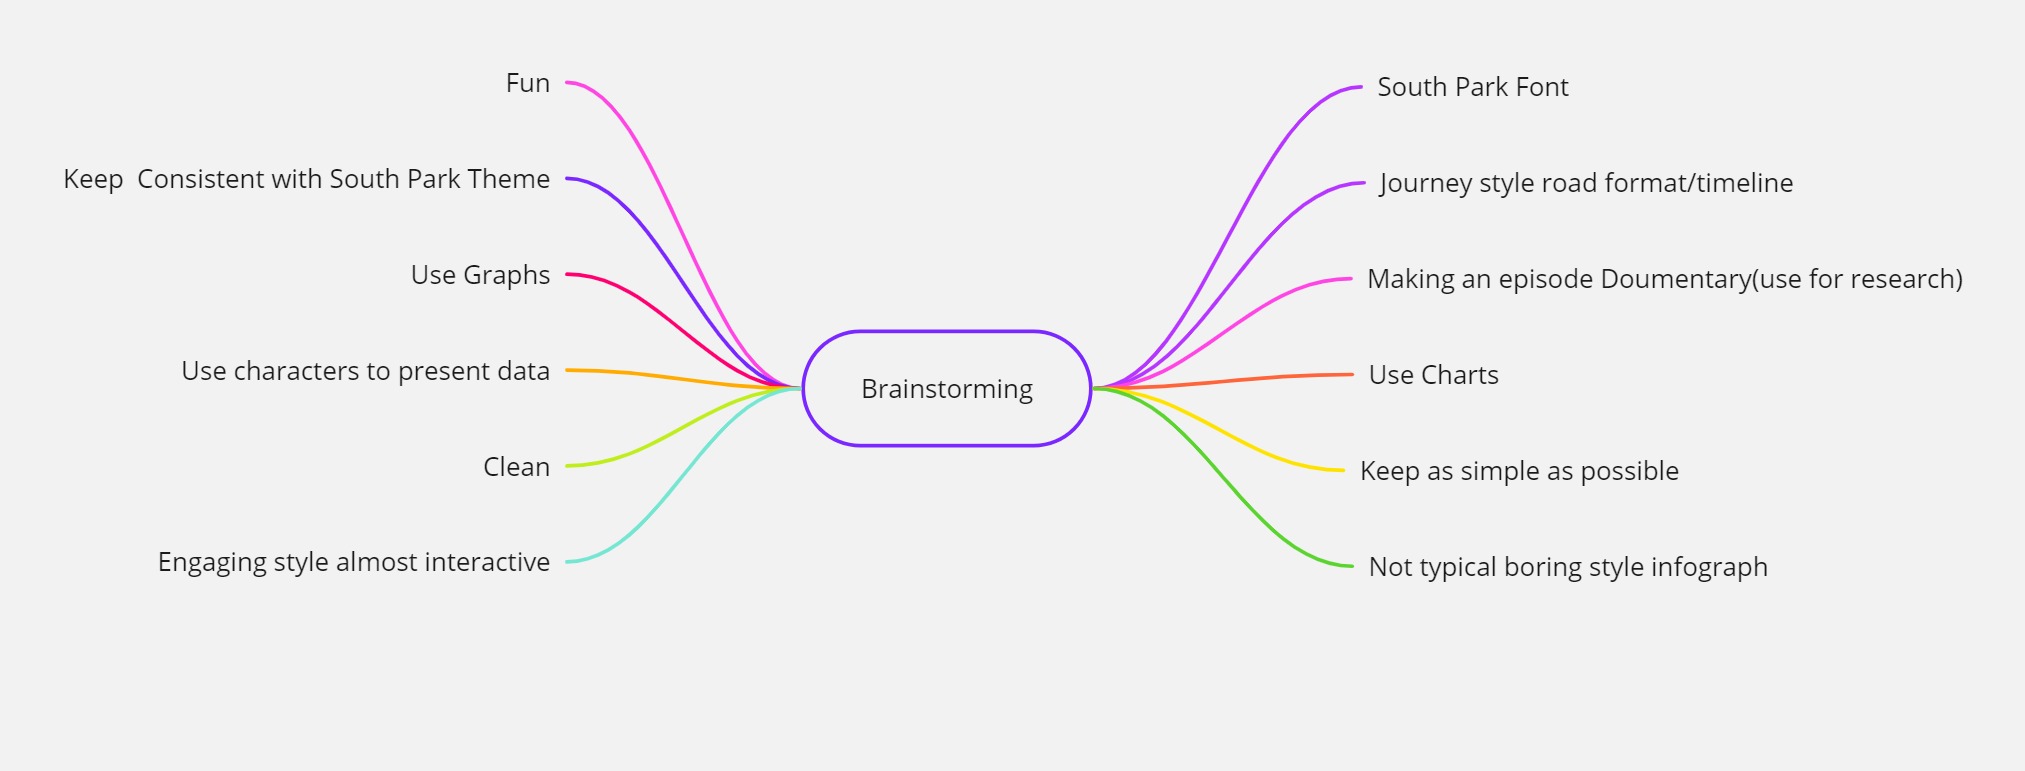 Fun
Keep  Consistent with South Park Theme
Use Graphs
Use characters to present data
Clean
Engaging style almost interactive
Brainstorming
South Park Font
Journey style road format/timeline
Making an episode Doumentary(use for research)
Use Charts
Keep as simple as possible
Not typical boring style infograph